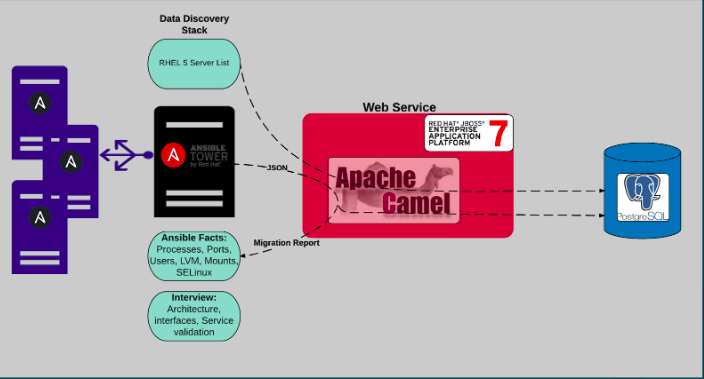 Data Discovery
Stack
RHEL 5 Server List
Web Service
RED HAT® JBOSS®
ENTERPRISE
APPLICATION
PLATFORM
7
ANSIBLE
TOWER
by Red Hat
JSON
Apache
Camel
PostgreSQL
Ansible Facts:
Processes, Ports,
Users, LVM, Mounts,
SELinux
Migration Report
Interview:
Architecture,
interfaces, Service
validation